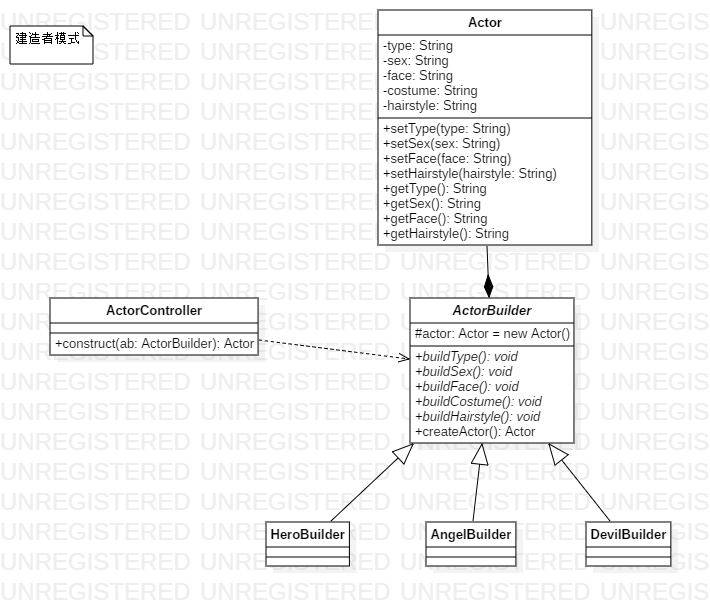 建造者模式
Actor
-type: String
-sex: String
-face: String
-costume: String
-hairstyle: String
+setType(type: String)
+setSex(sex: String)
+setFace(face: String)
+setHairstyle(hairstyle: String)
+getType(): String
+getSex(): String
+getFace(): String
+getHairstyle(): String
ActorController
+construct(ab: ActorBuilder): Actor
ActorBuilder
#actor: Actor = new Actor()
+buildType(): void
+buildSex(): void
+buildFace(): void
+buildCostume(): void
+buildHairstyle(): void
+createActor(): Actor
HeroBuilder
AngelBuilder
DevilBuilder
UNREGISTERED